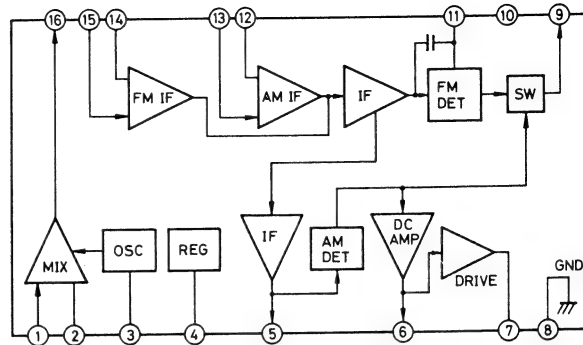 16 15 14 13 12 11 10 9
FM IF
AM IF
IF
FM
DET
SW
IF
AM
DET
DC
AMP
DRIVE
GND
MIX
OSC
REG
1 2 3 4 5 6 7 8